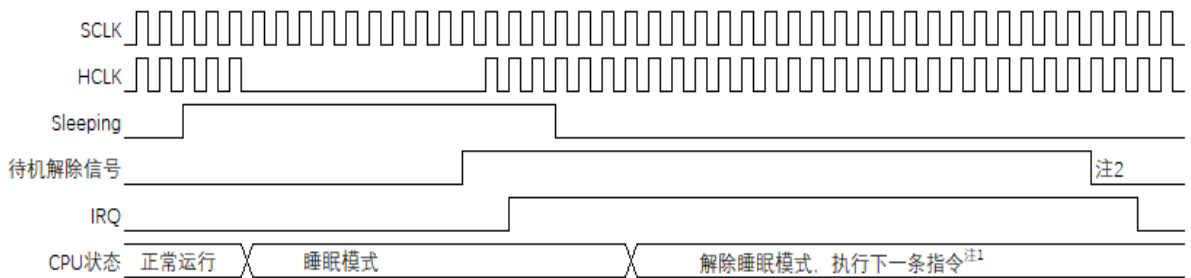 SCLK
HCLK
Sleeping
待机解除信号
注2
IRQ
CPU状态 正常运行 睡眠模式 解除睡眠模式，执行下一条指令注1